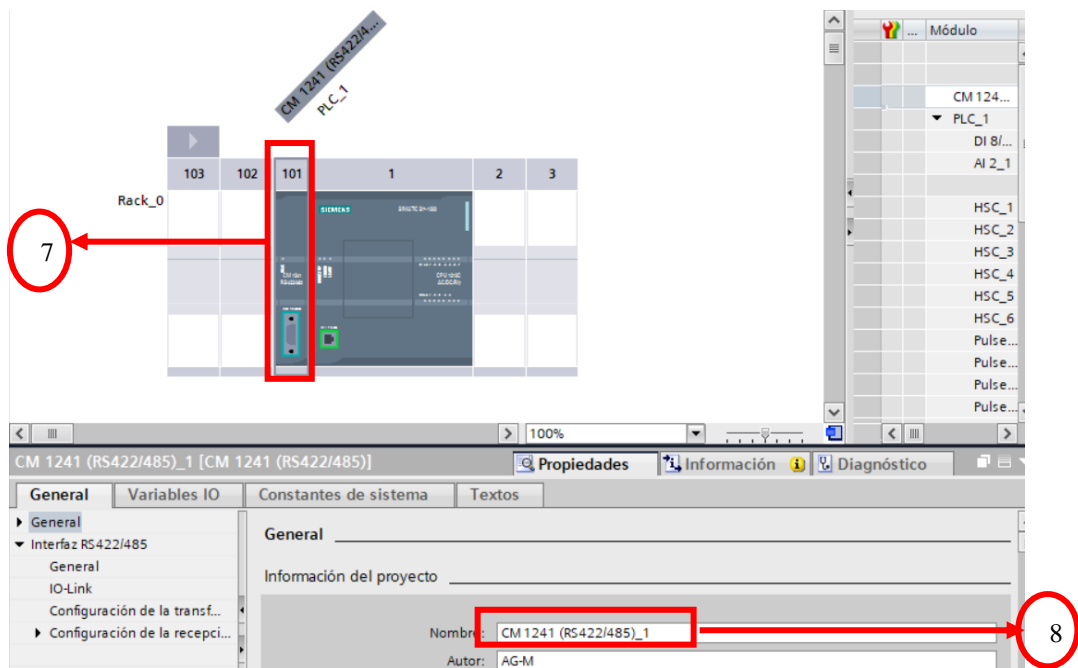 CM 1241 (RS422/4...
PLC_1
103
102
101
1
2
3
Rack_0
SIEMENS
7
... Módulo
CM 124...
PLC_1
DI 8/...
AI 2_1
HSC_1
HSC_2
HSC_3
HSC_4
HSC_5
HSC_6
Pulse...
Pulse...
Pulse...
Pulse...
100%
CM 1241 (RS422/485)_1 [CM 1241 (RS422/485)]
Propiedades
Información
Diagnóstico
General
Variables IO
Constantes de sistema
Textos
General
Interfaz RS422/485
General
IO-Link
Configuración de la transf...
Configuración de la recepci...
General
Información del proyecto
Nombre: CM 1241 (RS422/485)_1
Autor: AG-M
8